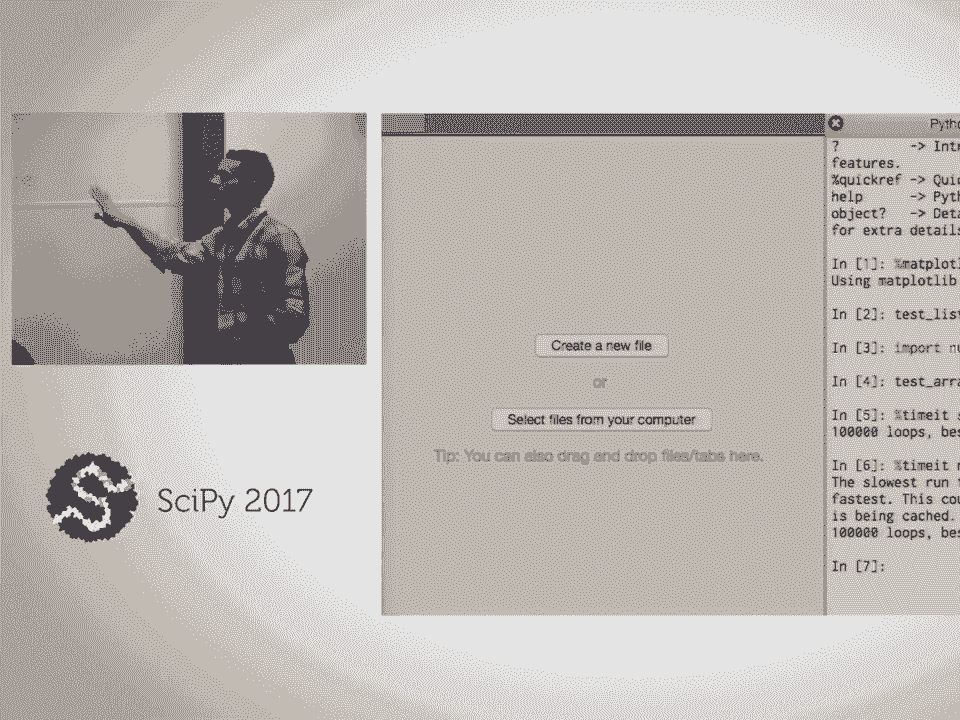 SciPy 2017
Create a new file
or
Select files from your computer
Tip: You can also drag and drop files/tabs here.
?         -> Int
features.
%quickref -> Qui
help      -> Pyth
object?   -> Deta
for extra details
In [1]: %matplotl
Using matplotlib
In [2]: test_list
In [3]: import nu
In [4]: test_arra
In [5]: %timeit s
100000 loops, bes
In [6]: %timeit n
The slowest run t
fastest. This cou
is being cached.
100000 loops, bes
In [7]: